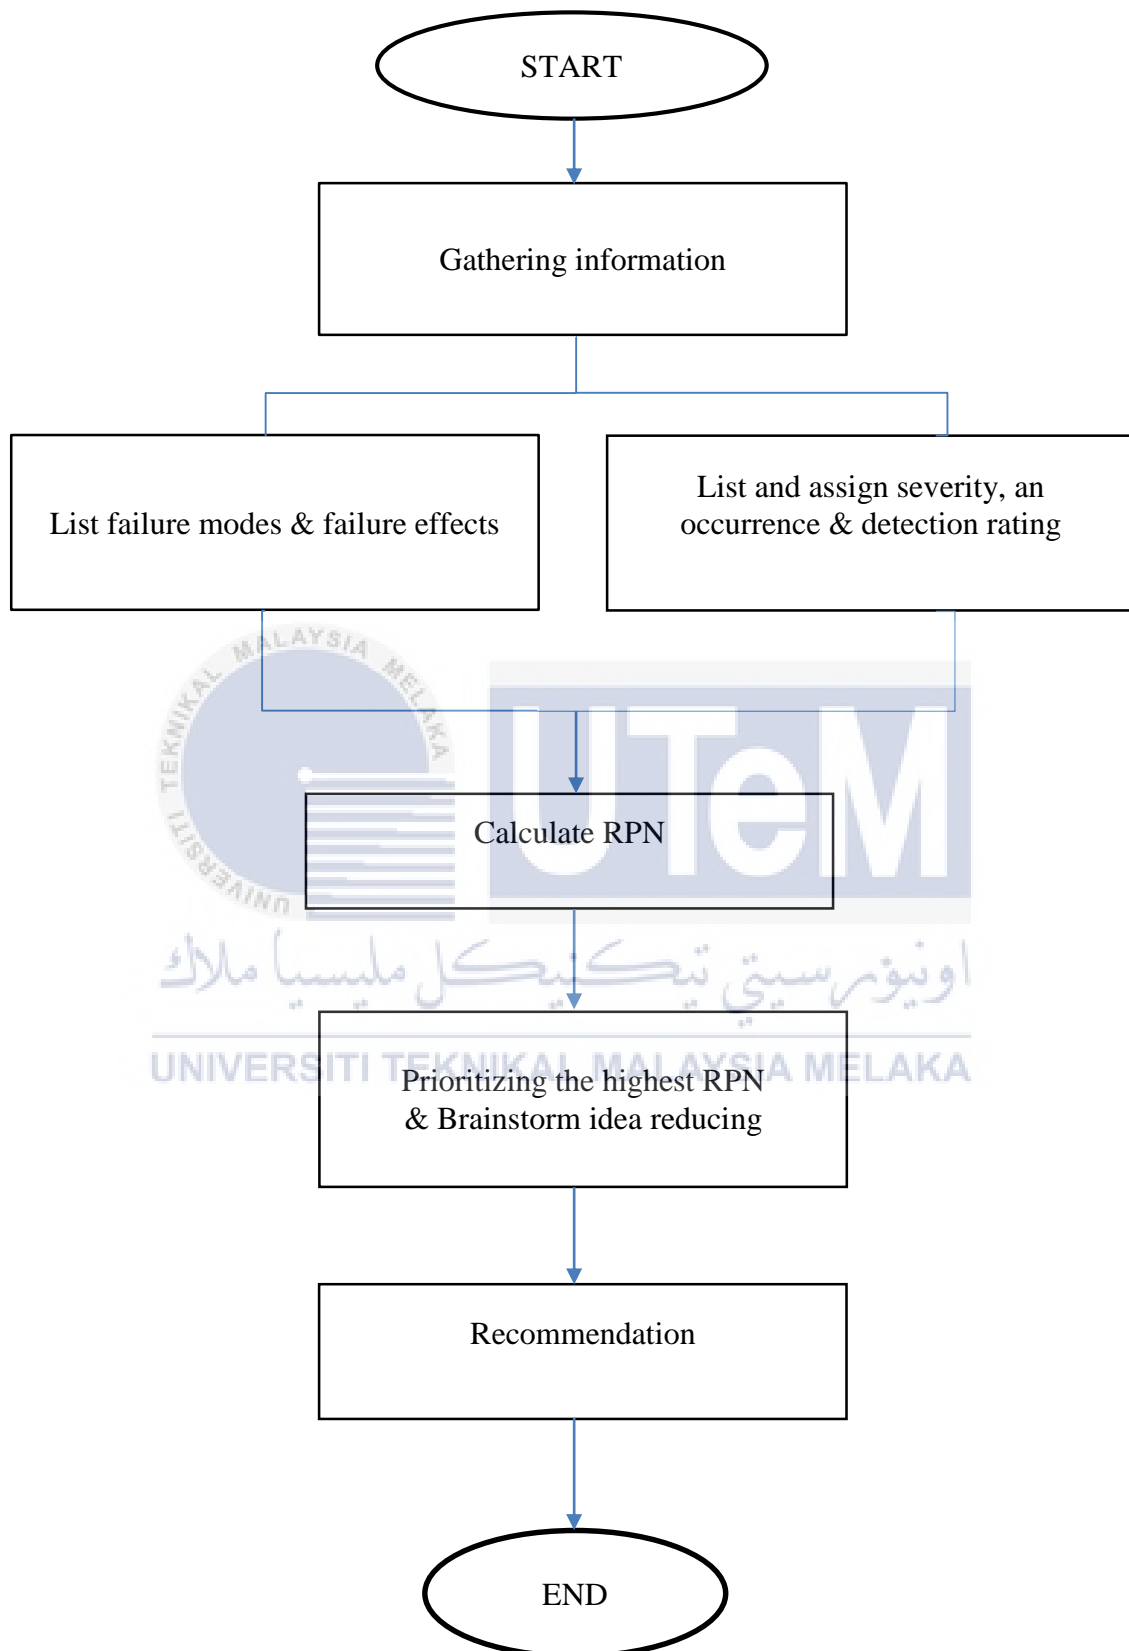 START
Gathering information
List failure modes & failure effects
List and assign severity, an
occurrence & detection rating
UNIVERSITI TEKNIKAL MALAYSIA MELAKA
UTeM
Calculate RPN
اونيۏرسيتي تيكنيكل مليسيا ملاك
UNIVERSITI TEKNIKAL MALAYSIA MELAKA
Prioritizing the highest RPN
& Brainstorm idea reducing
Recommendation
END